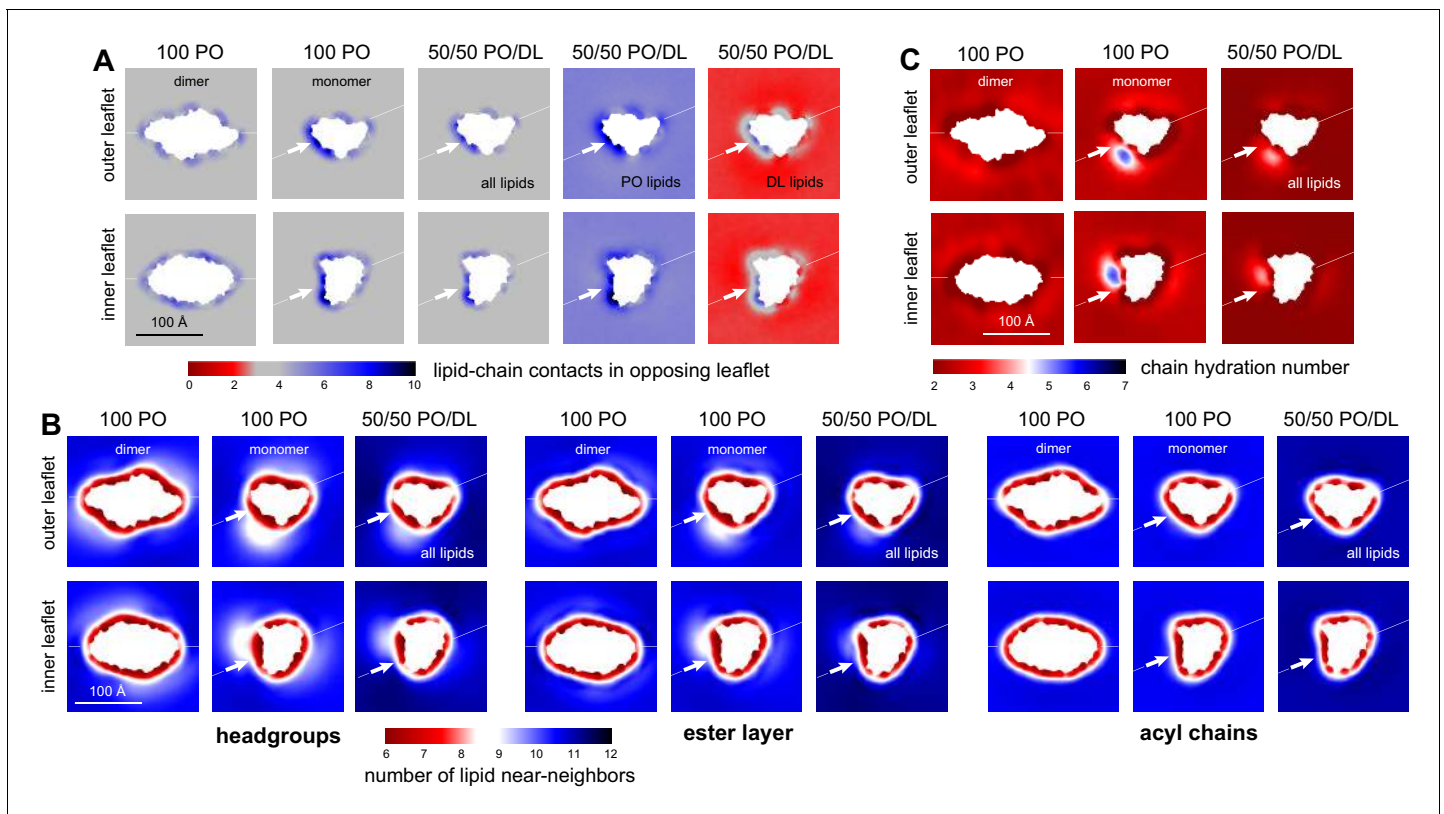 A
100 PO
100 PO
50/50 PO/DL
50/50 PO/DL
50/50 PO/DL
outer leaflet
dimer
monomer
all lipids
PO lipids
DL lipids
inner leaflet
100 Å
0 2 4 6 8 10
lipid-chain contacts in opposing leaflet
C
100 PO
100 PO
50/50 PO/DL
outer leaflet
dimer
monomer
all lipids
inner leaflet
100 Å
2 3 4 5 6 7
chain hydration number
B
100 PO
100 PO
50/50 PO/DL
100 PO
100 PO
50/50 PO/DL
100 PO
100 PO
50/50 PO/DL
outer leaflet
dimer
monomer
all lipids
dimer
monomer
all lipids
dimer
monomer
all lipids
inner leaflet
100 Å
headgroups
ester layer
acyl chains
6 7 8 9 10 11 12
number of lipid near-neighbors